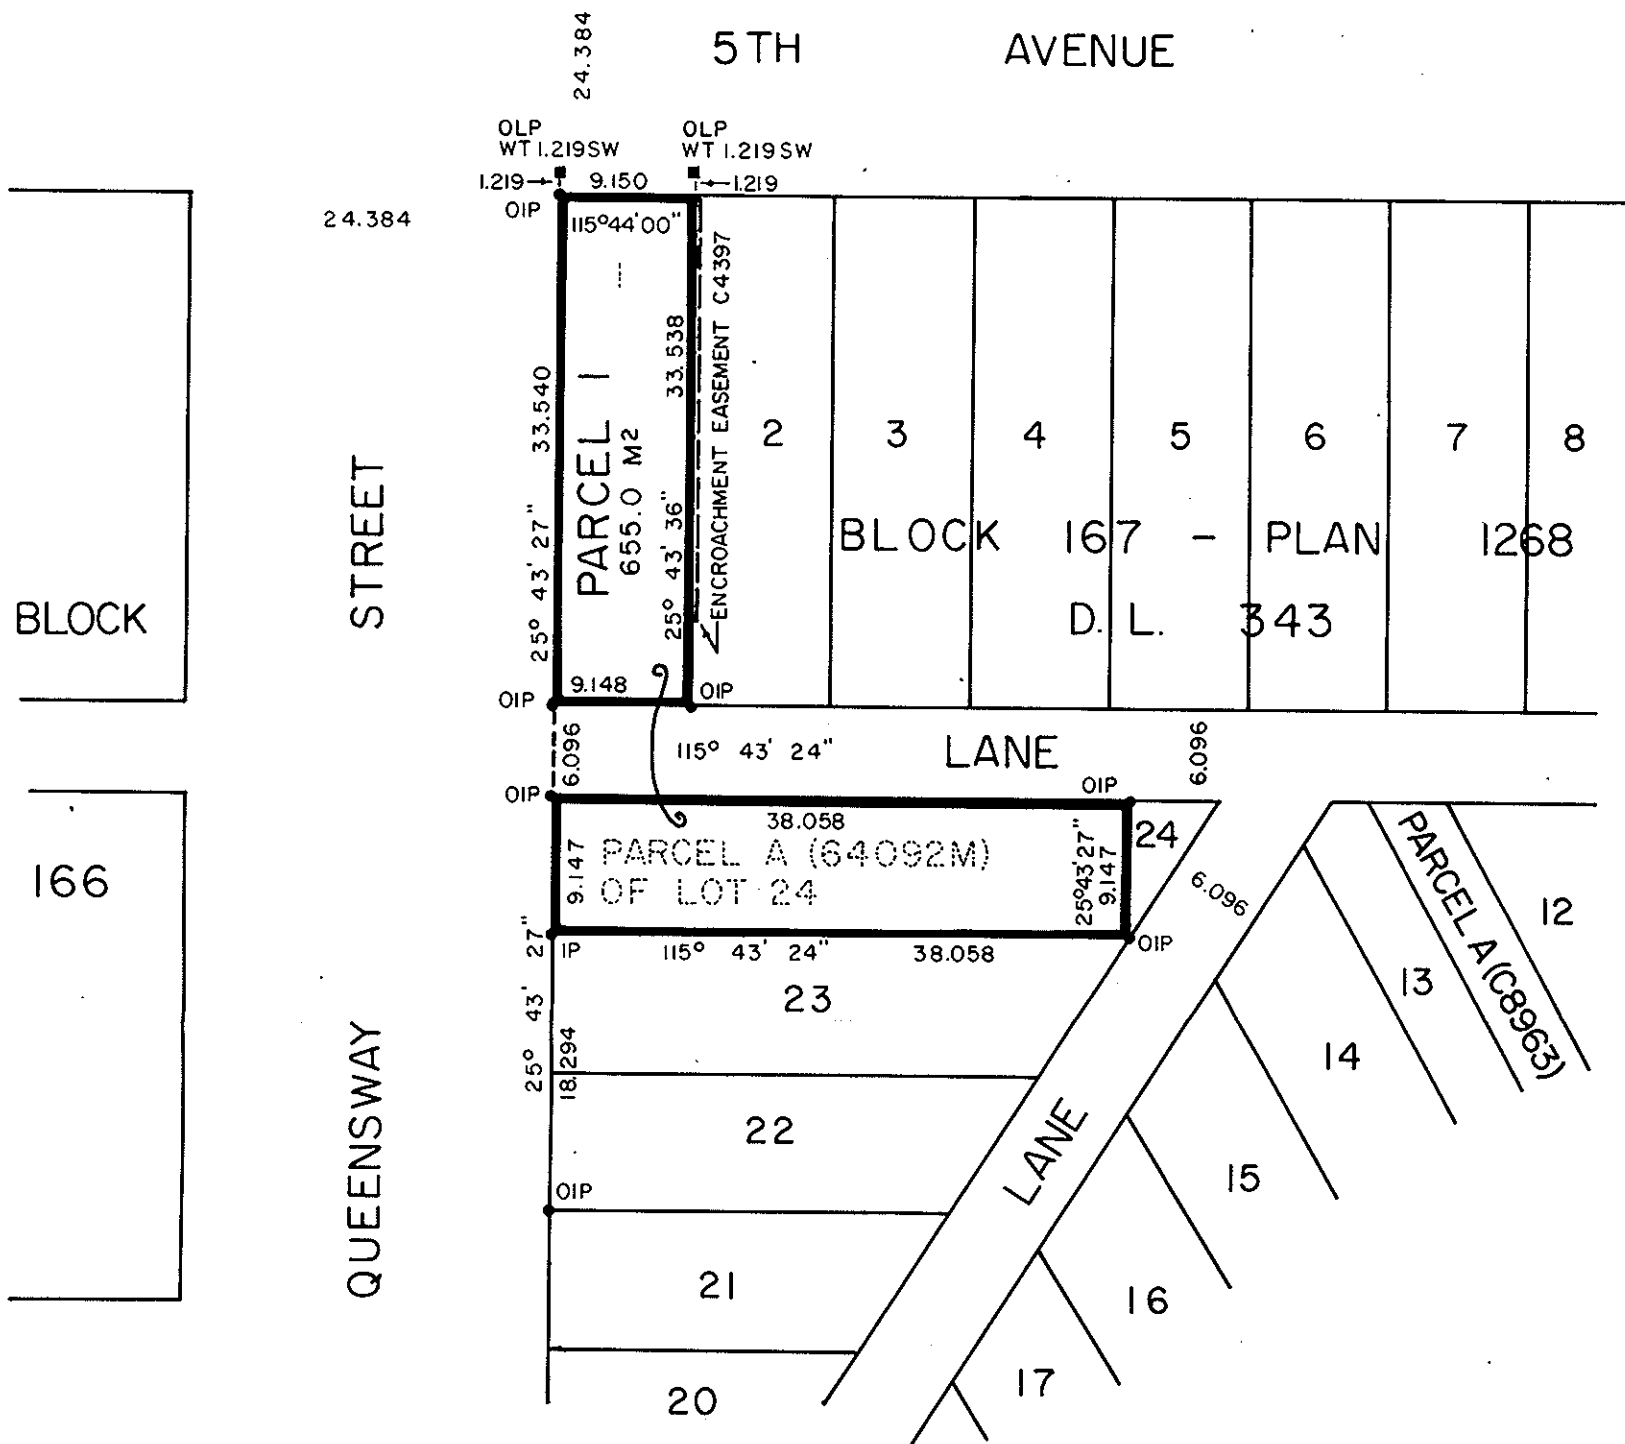 5TH AVENUE
24.384
OLP
WT 1.219SW
OLP
WT 1.219SW
1.219
9.150
1.219
OIP
115°44'00"
24.384
33.540
25° 43' 27"
PARCEL 1
655.0 M2
33.538
25° 43' 36"
ENCROACHMENT EASEMENT C4397
2
3
4
5
6
7
8
BLOCK 167 - PLAN 1268
D. L. 343
BLOCK
STREET
OIP
9.148
OIP
6.096
115° 43' 24"
LANE
6.096
OIP
OIP
38.058
24
9.147
PARCEL A (64092M)
OF LOT 24
25°43'27"
9.147
166
6.096
PARCEL A (C8963)
12
IP
115° 43' 24"
38.058
OIP
23
13
25° 43' 27"
18.294
14
QUEENSWAY
22
LANE
15
OIP
21
16
17
20